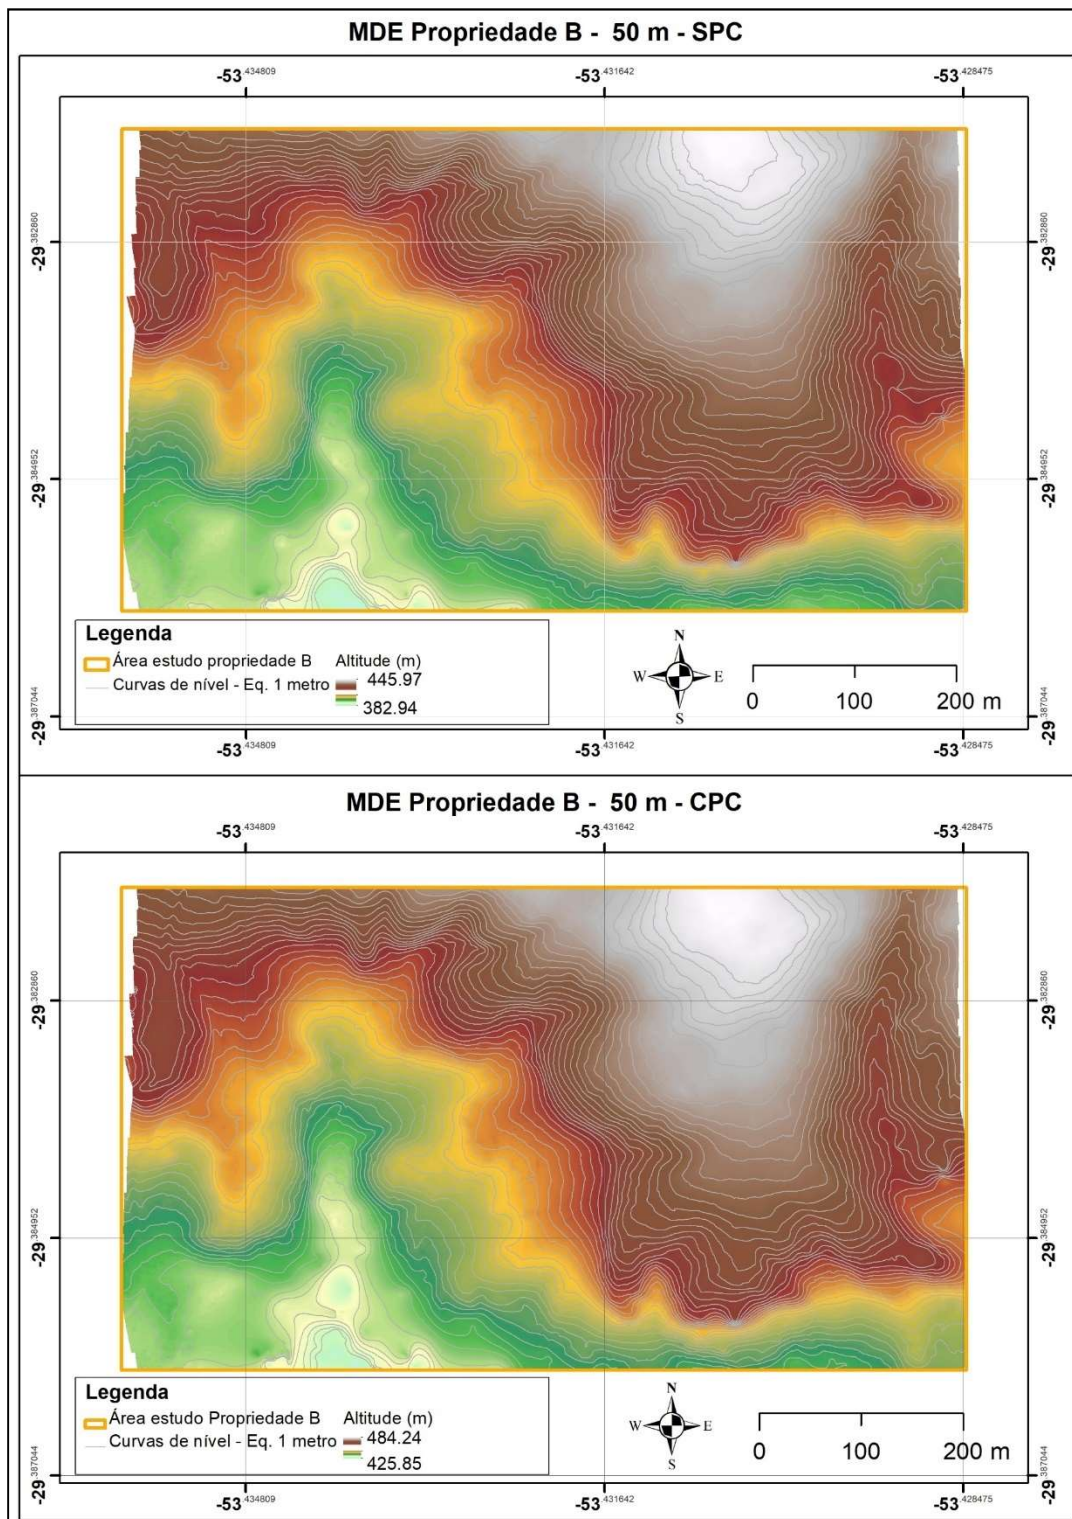 MDE Propriedade B - 50 m - SPC
-53.434809 -53.431642 -53.428475
-29.382860 -29.382860
-29.384952 -29.384952
-29.387044 -29.387044
Legenda
Área estudo propriedade B Altitude (m)
Curvas de nível - Eq. 1 metro 445.97
382.94
N
W E
S
0 100 200 m
-53.434809 -53.431642 -53.428475
MDE Propriedade B - 50 m - CPC
-53.434809 -53.431642 -53.428475
-29.382860 -29.382860
-29.384952 -29.384952
-29.387044 -29.387044
Legenda
Área estudo Propriedade B Altitude (m)
Curvas de nível - Eq. 1 metro 484.24
425.85
N
W E
S
0 100 200 m
-53.434809 -53.431642 -53.428475